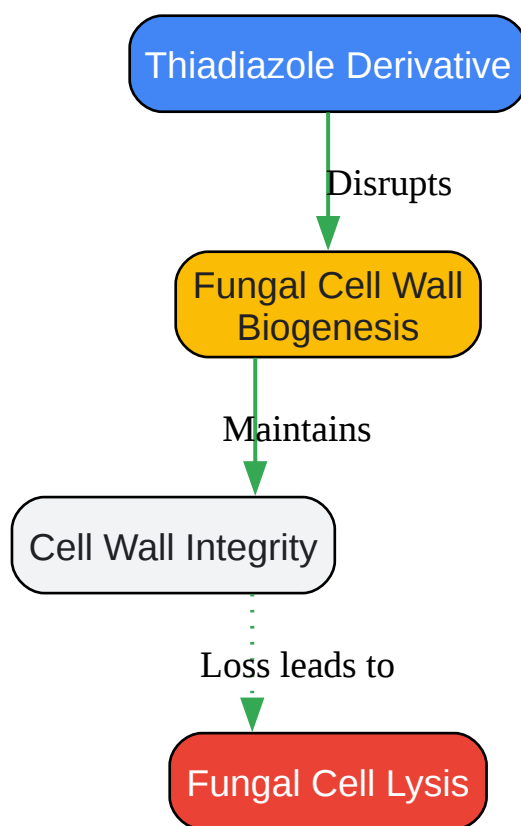 Thiadiazole Derivative
Disrupts
Fungal Cell Wall
Biogenesis
Maintains
Cell Wall Integrity
Loss leads to
Fungal Cell Lysis